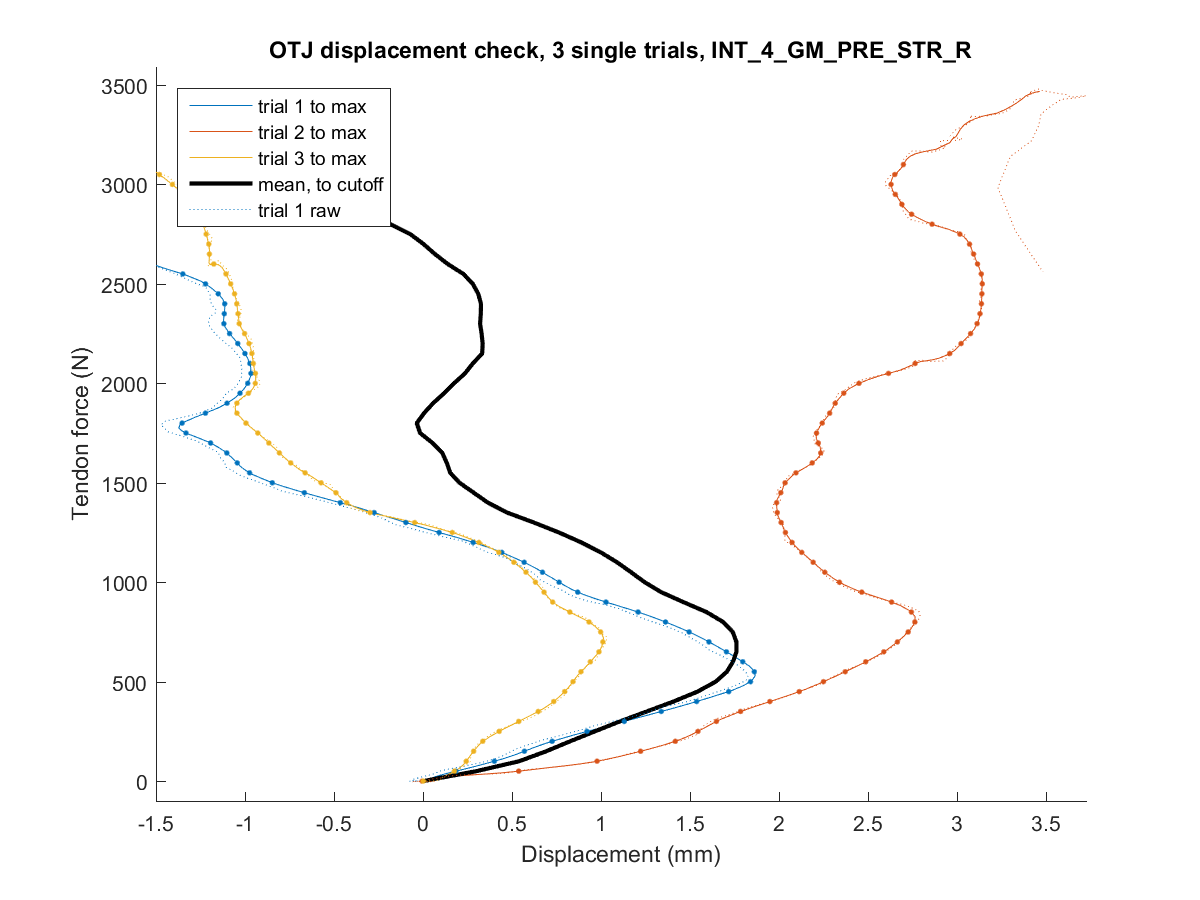 OTJ displacement check, 3 single trials, INT_4_GM_PRE_STR_R
3500
3000
2500
2000
1500
1000
500
0
Tendon force (N)
trial 1 to max
trial 2 to max
trial 3 to max
mean, to cutoff
trial 1 raw
-1.5 -1 -0.5 0 0.5 1 1.5 2 2.5 3 3.5
Displacement (mm)